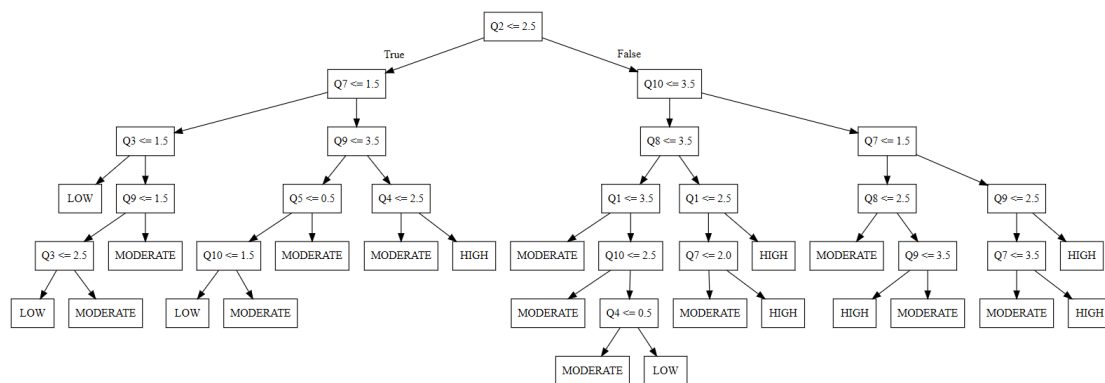 Q2 <= 2.5
True
False
Q7 <= 1.5
Q10 <= 3.5
Q3 <= 1.5
Q9 <= 3.5
Q8 <= 3.5
Q7 <= 1.5
LOW
Q9 <= 1.5
Q5 <= 0.5
Q4 <= 2.5
Q1 <= 3.5
Q1 <= 2.5
Q8 <= 2.5
Q9 <= 2.5
Q3 <= 2.5
MODERATE
Q10 <= 1.5
MODERATE
MODERATE
HIGH
MODERATE
Q10 <= 2.5
Q7 <= 2.0
HIGH
MODERATE
Q9 <= 3.5
Q7 <= 3.5
HIGH
LOW
MODERATE
LOW
MODERATE
MODERATE
Q4 <= 0.5
MODERATE
HIGH
HIGH
MODERATE
MODERATE
HIGH
MODERATE
LOW